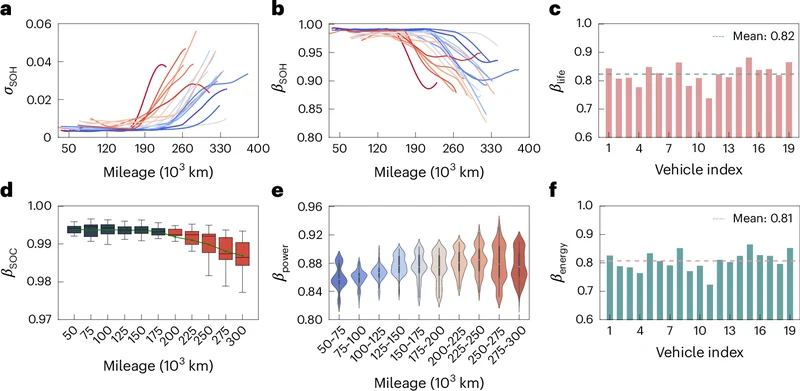 a
0.06
0.04
0.02
0
σSOH
50 120 190 260 330 400
Mileage (10³ km)
b
1.00
0.95
0.90
0.85
0.80
βSOH
50 120 190 260 330 400
Mileage (10³ km)
c
1.0
0.9
0.8
0.7
0.6
βlife
Mean: 0.82
1 4 7 10 13 16 19
Vehicle index
d
1.00
0.99
0.98
0.97
βSOC
50 75 100 125 150 175 200 225 250 275 300
Mileage (10³ km)
e
0.96
0.92
0.88
0.84
0.80
βpower
50–75 75–100 100–125 125–150 150–175 175–200 200–225 225–250 250–275 275–300
Mileage (10³ km)
f
1.0
0.9
0.8
0.7
0.6
βenergy
Mean: 0.81
1 4 7 10 13 16 19
Vehicle index